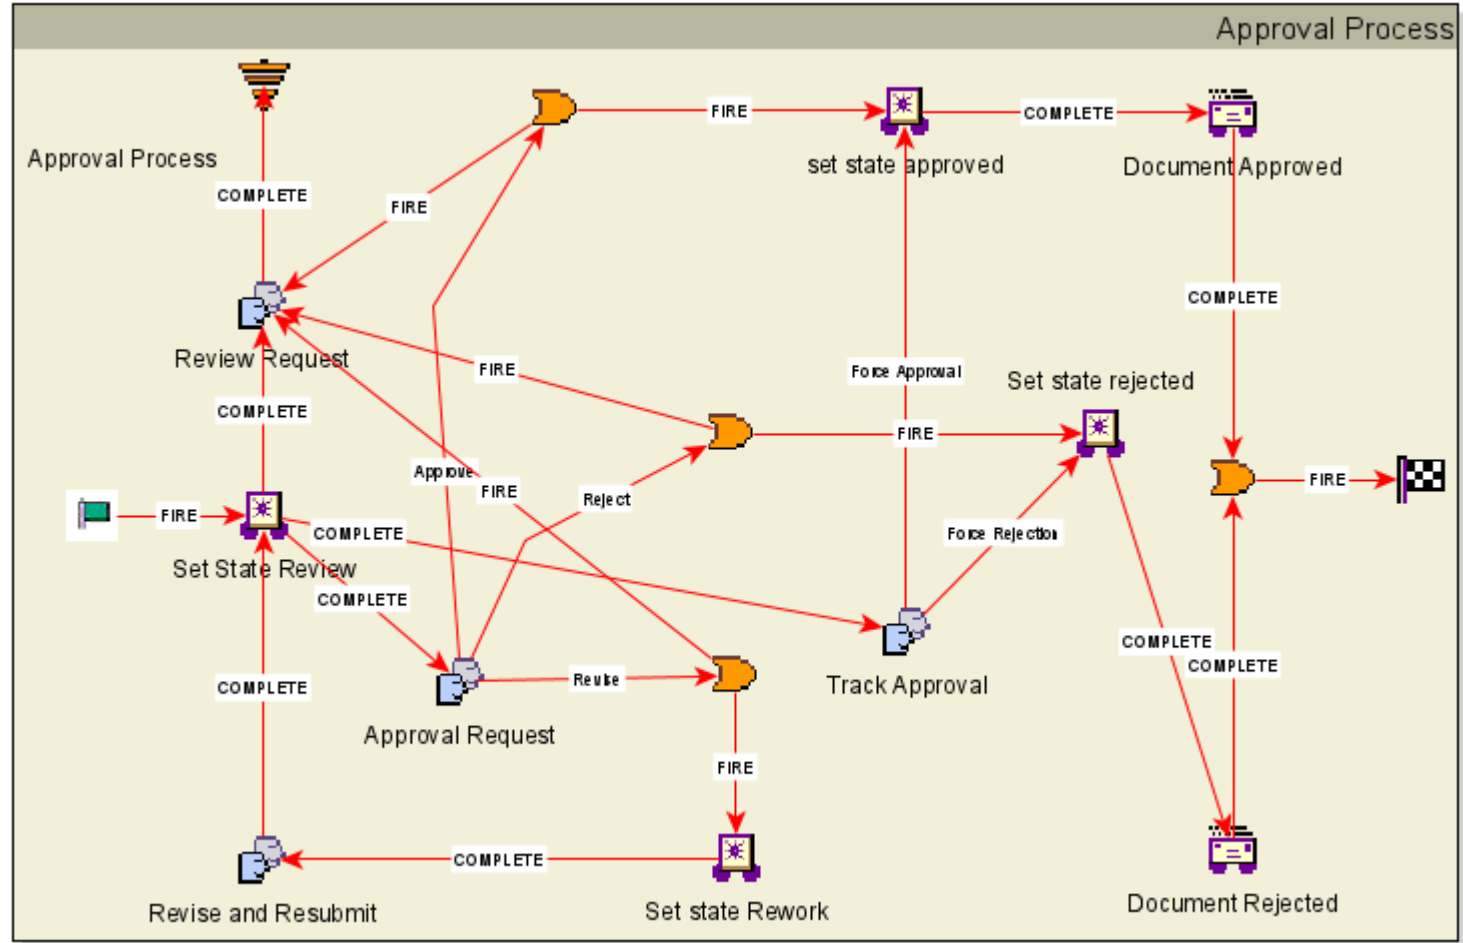 Approval Process
FIRE
COMPLETE
Approval Process
set state approved
Document Approved
COMPLETE
FIRE
COMPLETE
Review Request
FIRE
Force Approval
Set state rejected
COMPLETE
FIRE
Approve
FIRE
Reject
FIRE
FIRE
COMPLETE
Force Rejection
Set State Review
COMPLETE
COMPLETE
COMPLETE
COMPLETE
Revise
Track Approval
Approval Request
FIRE
COMPLETE
Revise and Resubmit
Set state Rework
Document Rejected